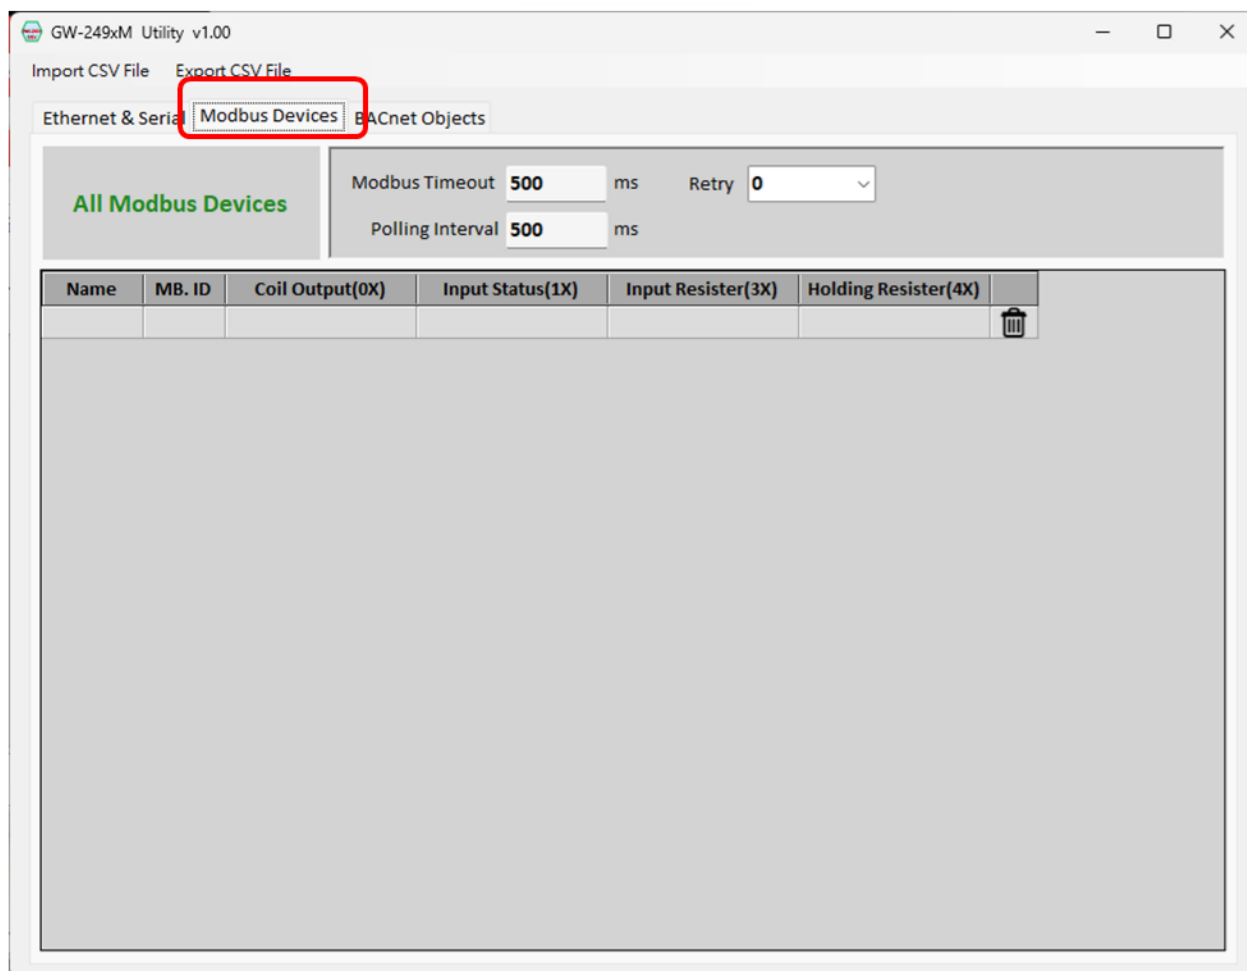 GW-249xM Utility v1.00
Import CSV File Export CSV File
Ethernet & Serial Modbus Devices BACnet Objects
All Modbus Devices
Modbus Timeout 500 ms Retry 0
Polling Interval 500 ms
Name MB. ID Coil Output(0X) Input Status(1X) Input Resister(3X) Holding Resister(4X)